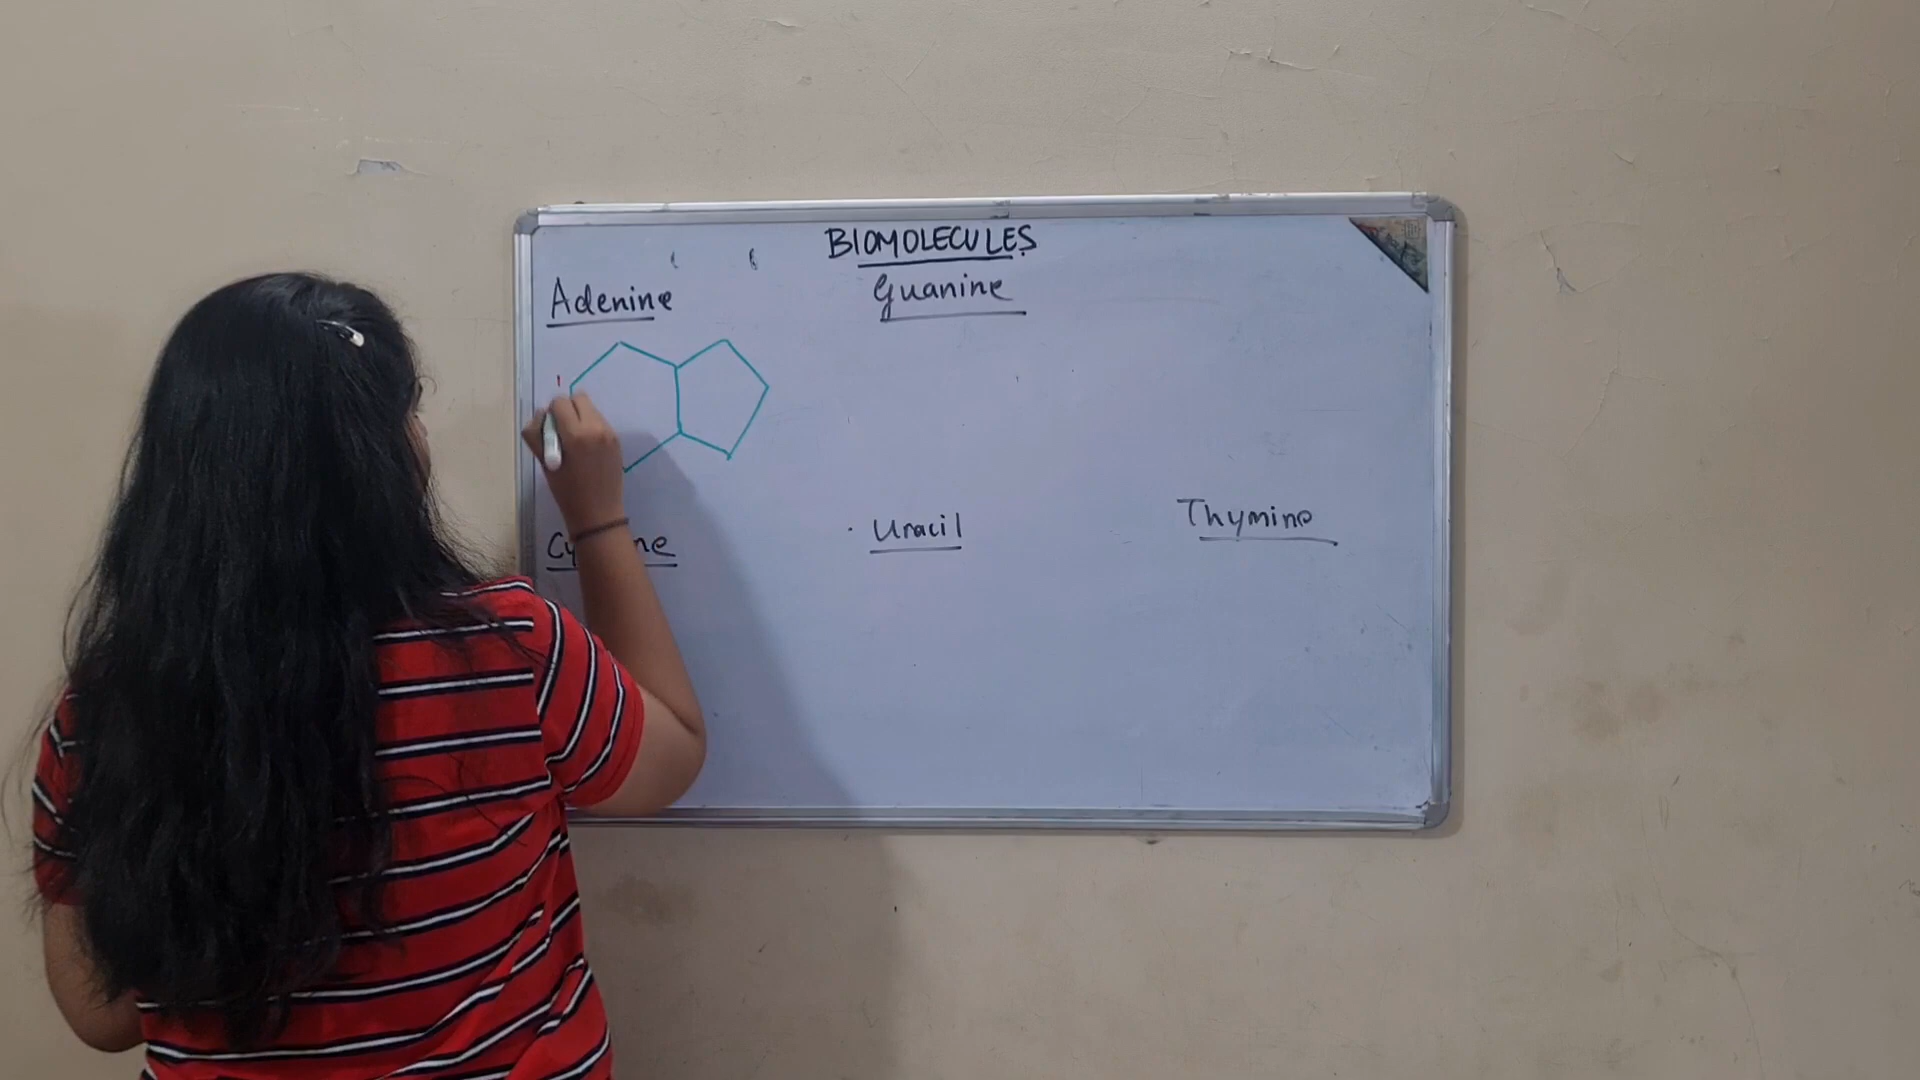 BIOMOLECULES
Adenine
Guanine
Uracil
Thymine